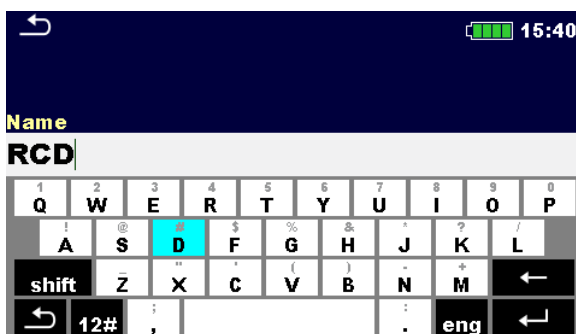 15:40
Name
RCD
1 2 3 4 5 6 7 8 9 0
Q W E R T Y U I O P
! @ # $ % & * ? /
A S D F G H J K L
_ " ' ( ) - +
shift Z X C V B N M ←
; :
12# , . eng